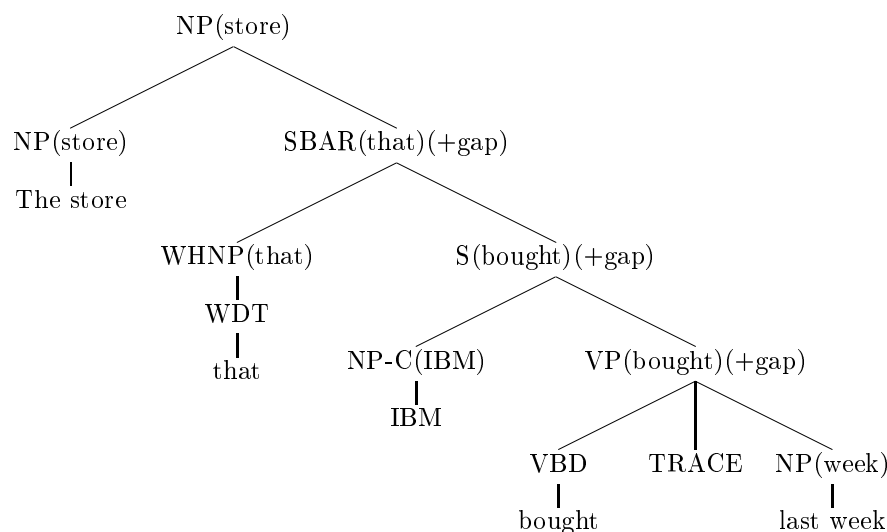 NP(store)
NP(store) SBAR(that)(+gap)
The store
WHNP(that) S(bought)(+gap)
WDT
NP-C(IBM) VP(bought)(+gap)
that
IBM
VBD TRACE NP(week)
bought last week